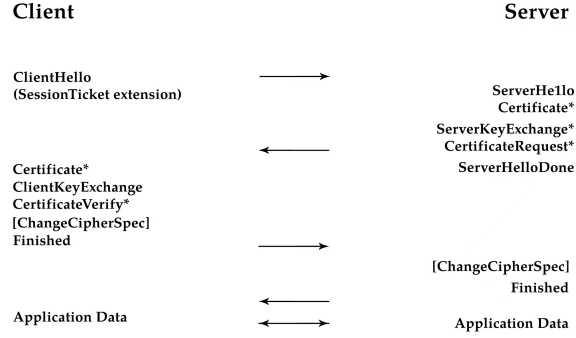 Client
Server
ClientHello
(SessionTicket extension)
ServerHe1lo
Certificate*
ServerKeyExchange*
CertificateRequest*
ServerHelloDone
Certificate*
ClientKeyExchange
CertificateVerify*
[ChangeCipherSpec]
Finished
[ChangeCipherSpec]
Finished
Application Data
Application Data